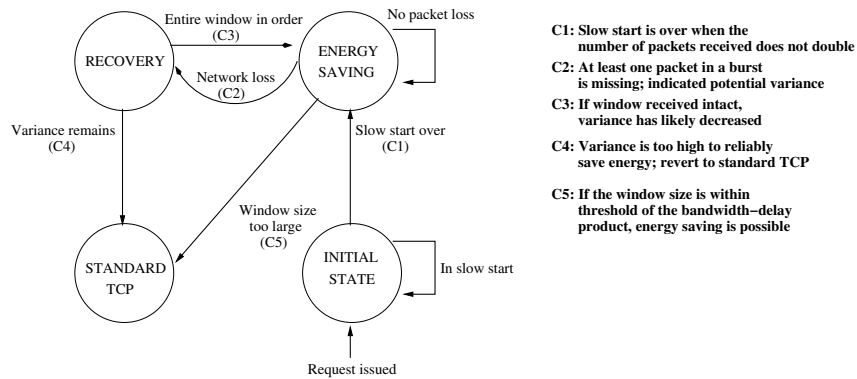 Entire window in order
(C3)
No packet loss
RECOVERY
ENERGY
SAVING
Network loss
(C2)
Variance remains
(C4)
Slow start over
(C1)
Window size
too large
(C5)
STANDARD
TCP
INITIAL
STATE
In slow start
Request issued
C1: Slow start is over when the
number of packets received does not double
C2: At least one packet in a burst
is missing; indicated potential variance
C3: If window received intact,
variance has likely decreased
C4: Variance is too high to reliably
save energy; revert to standard TCP
C5: If the window size is within
threshold of the bandwidth−delay
product, energy saving is possible